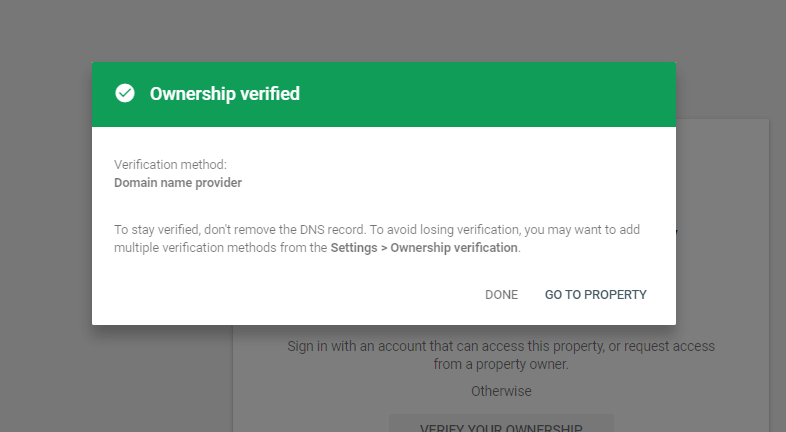 Ownership verified
Verification method:
Domain name provider
To stay verified, don't remove the DNS record. To avoid losing verification, you may want to add
multiple verification methods from the Settings > Ownership verification.
DONE GO TO PROPERTY
Sign in with an account that can access this property, or request access
from a property owner.
Otherwise
VERIFY YOUR OWNERSHIP